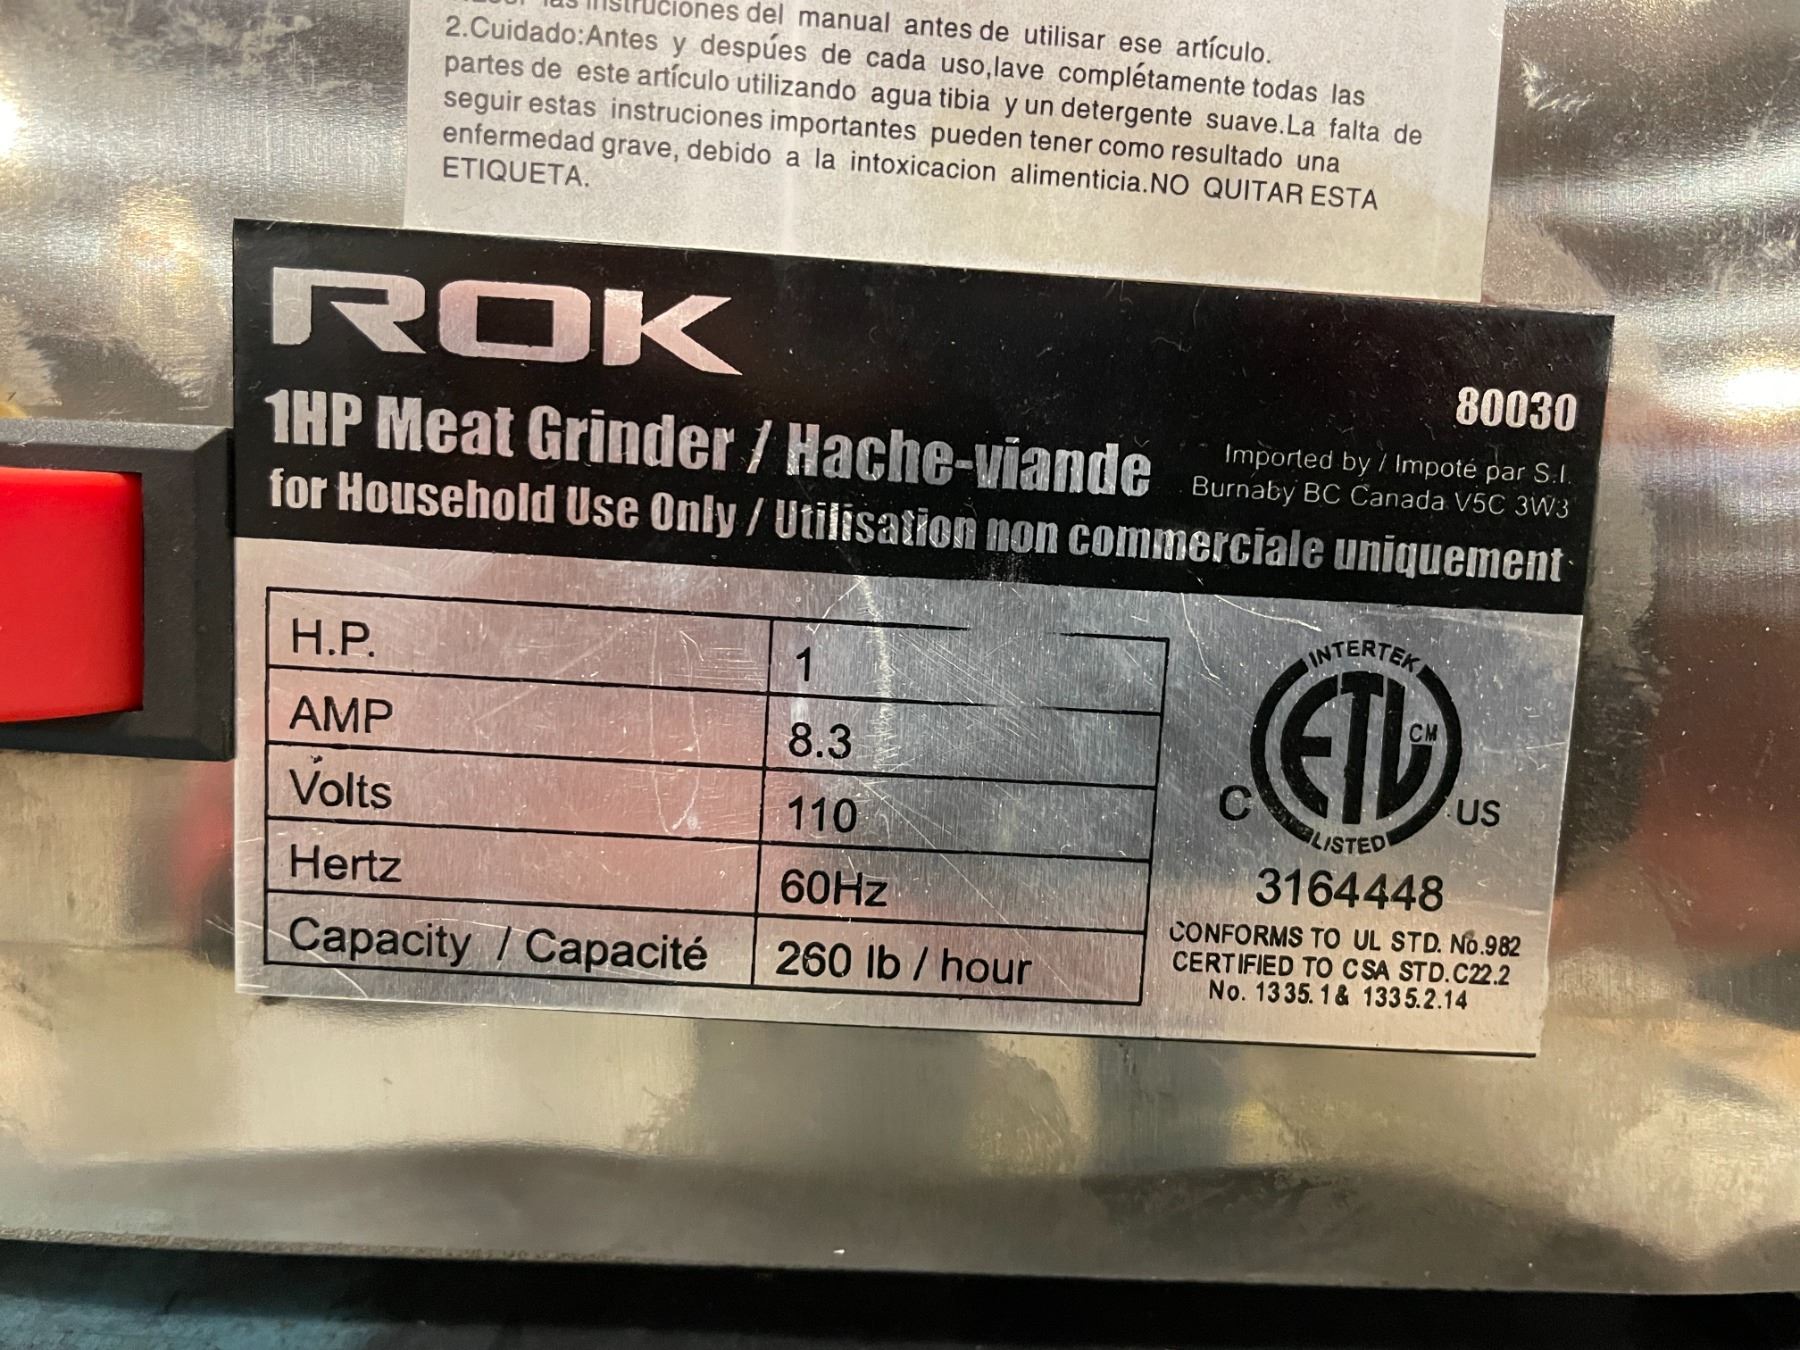 las instruciones del manual antes de utilisar ese artículo.
2.Cuidado:Antes y despúes de cada uso,lave complétamente todas las
partes de este artículo utilizando agua tibia y un detergente suave.La falta de
seguir estas instruciones importantes pueden tener como resultado una
enfermedad grave, debido a la intoxicacion alimenticia.NO QUITAR ESTA
ETIQUETA.
ROK
80030
1HP Meat Grinder / Hache-viande
Imported by / Impoté par S.I.
Burnaby BC Canada V5C 3W3
for Household Use Only / Utilisation non commerciale uniquement
H.P. 1
AMP 8.3
Volts 110
Hertz 60Hz
Capacity / Capacité 260 lb / hour
INTERTEK
ETL CM
C US
LISTED
3164448
CONFORMS TO UL STD. No.982
CERTIFIED TO CSA STD.C22.2
No. 1335.1& 1335.2.14